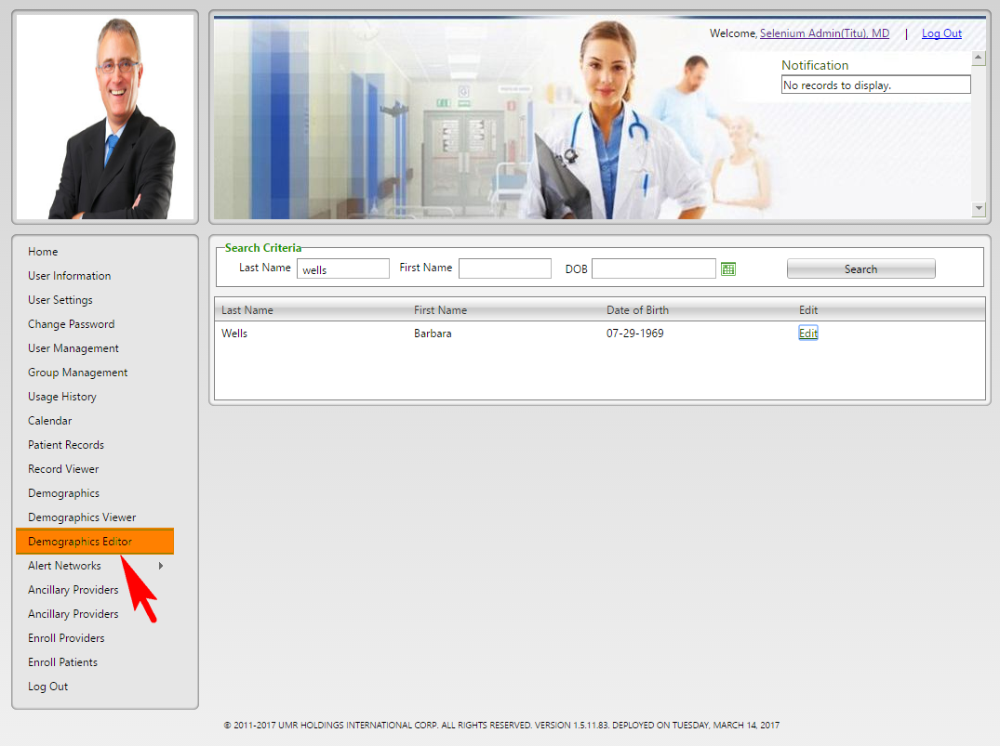 Welcome, Selenium Admin(Titu), MD | Log Out
Notification
No records to display.
Home
User Information
User Settings
Change Password
User Management
Group Management
Usage History
Calendar
Patient Records
Record Viewer
Demographics
Demographics Viewer
Demographics Editor
Alert Networks
Ancillary Providers
Ancillary Providers
Enroll Providers
Enroll Patients
Log Out
Search Criteria
Last Name wells First Name DOB Search
Last Name First Name Date of Birth Edit
Wells Barbara 07-29-1969 Edit
© 2011-2017 UMR HOLDINGS INTERNATIONAL CORP. ALL RIGHTS RESERVED. VERSION 1.5.11.83. DEPLOYED ON TUESDAY, MARCH 14, 2017